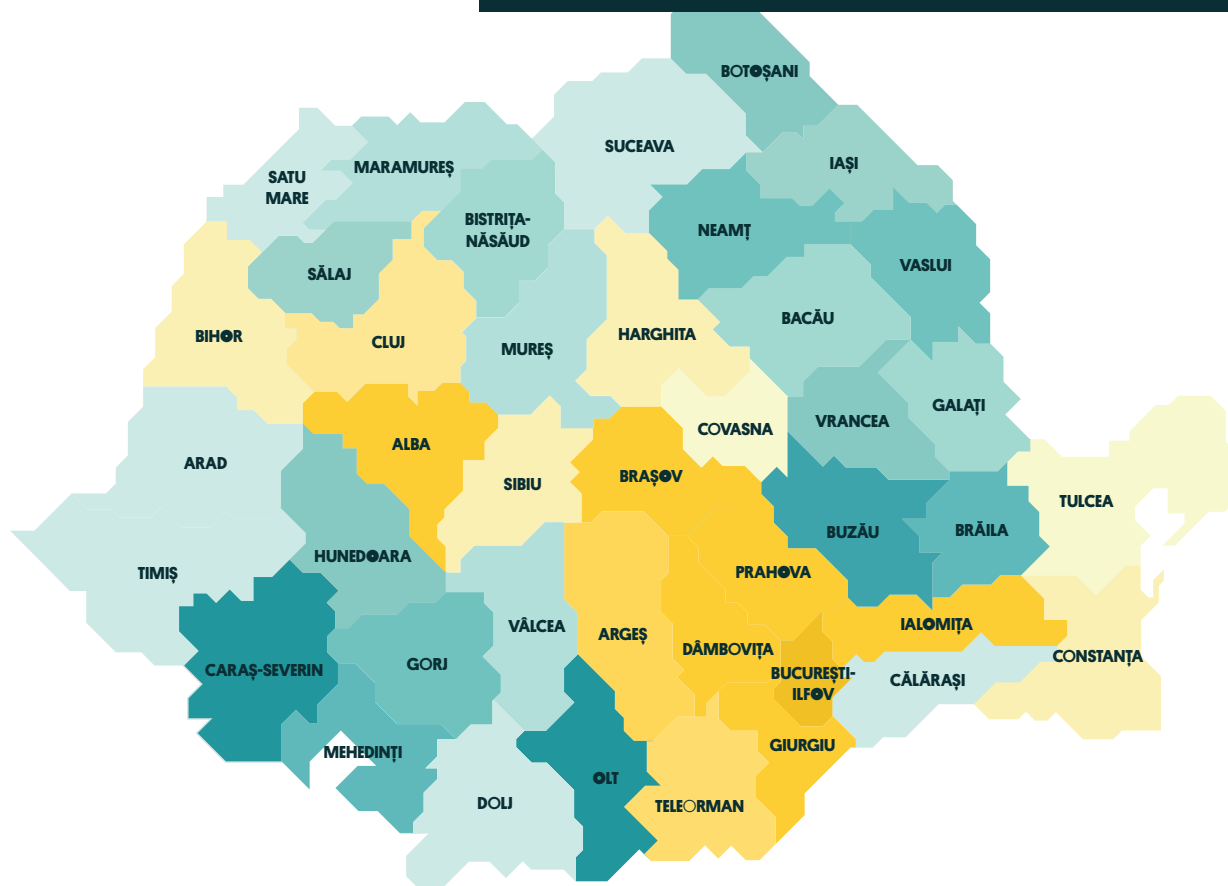 BOTOȘANI
SUCEAVA
IAȘI
MARAMUREȘ
SATU
MARE
BISTRIȚA-
NĂSĂUD
NEAMȚ
VASLUI
SĂLAJ
BACĂU
BIHOR
CLUJ
MUREȘ
HARGHITA
GALAȚI
VRANCEA
COVASNA
ALBA
ARAD
SIBIU
BRAȘOV
TULCEA
BUZĂU
BRĂILA
HUNEDOARA
TIMIȘ
PRAHOVA
VÂLCEA
ARGEȘ
IALOMIȚA
DÂMBOVIȚA
CONSTANȚA
GORJ
CARAȘ-SEVERIN
BUCUREȘTI-
ILFOV
CĂLĂRAȘI
MEHEDINȚI
GIURGIU
OLT
DOLJ
TELEORMAN